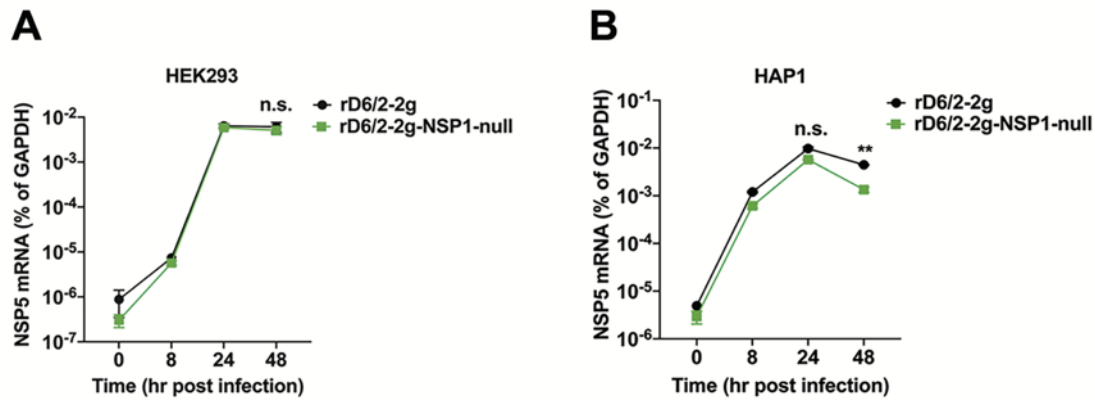 A
HEK293
n.s.
rD6/2-2g
rD6/2-2g-NSP1-null
NSP5 mRNA (% of GAPDH)
10-2
10-3
10-4
10-5
10-6
10-7
0 8 24 48
Time (hr post infection)
B
HAP1
n.s.
**
rD6/2-2g
rD6/2-2g-NSP1-null
NSP5 mRNA (% of GAPDH)
10-1
10-2
10-3
10-4
10-5
10-6
0 8 24 48
Time (hr post infection)